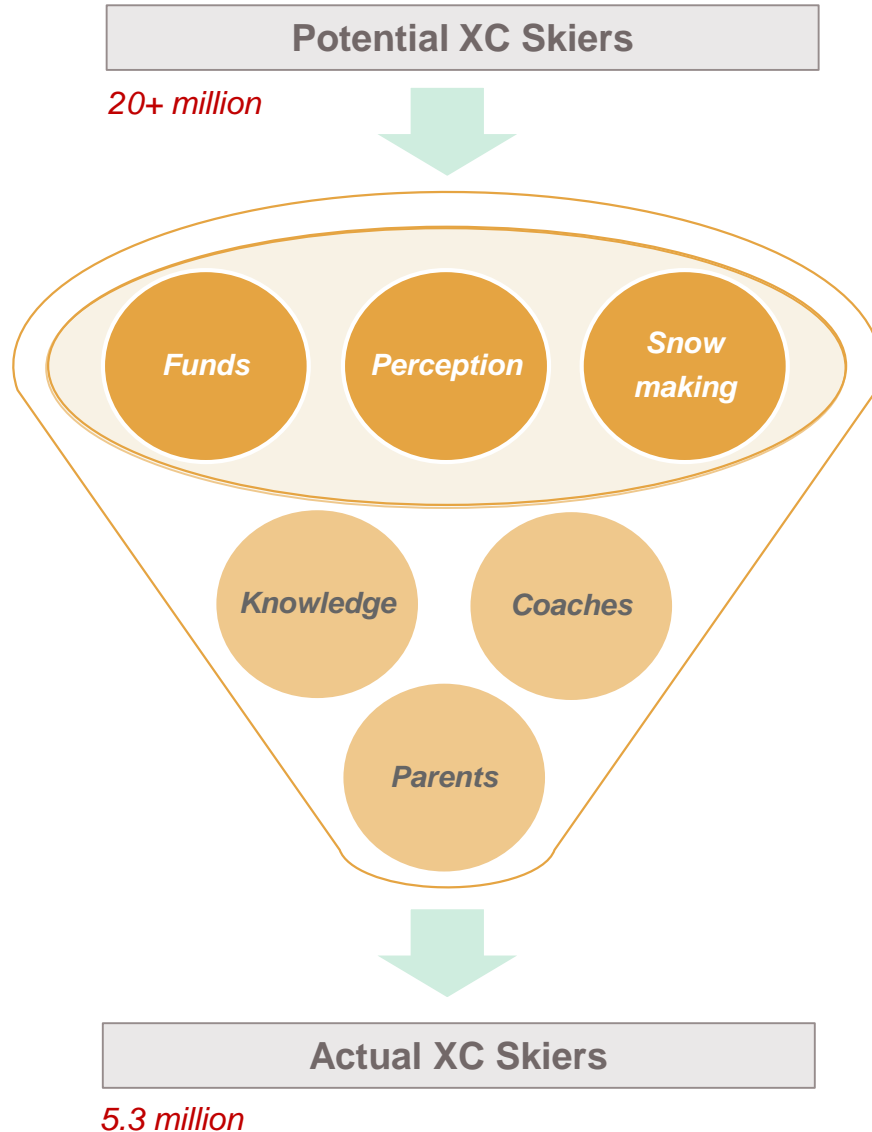 Potential XC Skiers
20+ million
Funds
Perception
Snow
making
Knowledge
Coaches
Parents
Actual XC Skiers
5.3 million